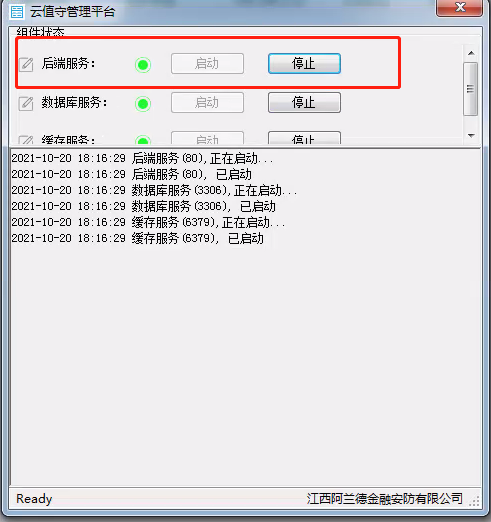 云值守管理平台
组件状态
后端服务： 启动 停止
数据库服务： 启动 停止
缓存服务： 启动 停止
2021-10-20 18:16:29 后端服务(80),正在启动...
2021-10-20 18:16:29 后端服务(80), 已启动
2021-10-20 18:16:29 数据库服务(3306),正在启动...
2021-10-20 18:16:29 数据库服务(3306), 已启动
2021-10-20 18:16:29 缓存服务(6379),正在启动...
2021-10-20 18:16:29 缓存服务(6379), 已启动
Ready 江西阿兰德金融安防有限公司